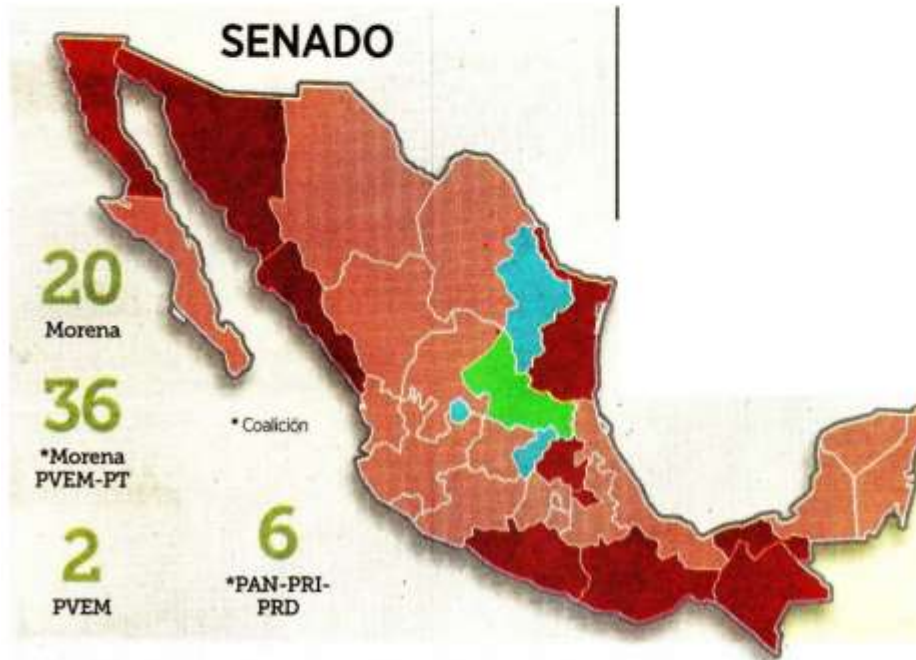 SENADO
20
Morena
36
*Morena
PVEM-PT
* Coalición
2
PVEM
6
*PAN-PRI-
PRD